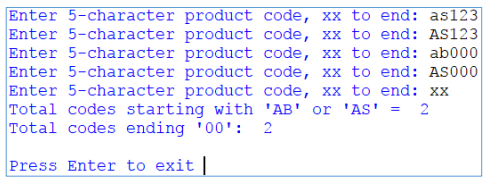 Enter 5-character product code, xx to end: as123
Enter 5-character product code, xx to end: AS123
Enter 5-character product code, xx to end: ab000
Enter 5-character product code, xx to end: AS000
Enter 5-character product code, xx to end: xx
Total codes starting with 'AB' or 'AS' =  2
Total codes ending '00':  2
Press Enter to exit